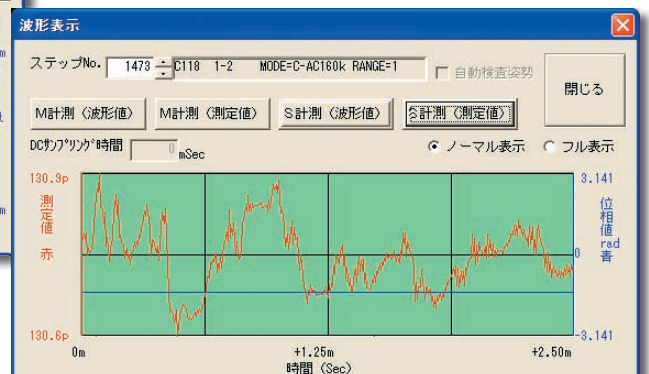 波形表示
ステップNo. 1473 C118 1-2 MODE=C-AC160k RANGE=1
自動検査姿勢
閉じる
M計測（波形値） M計測（測定値） S計測（波形値） S計測（測定値）
DCサンプリング時間 0 mSec
ノーマル表示 フル表示
130.9p
3.141
測定値 赤
位相値 rad 青
0
130.6p
-3.141
0m +1.25m +2.50m
時間（Sec）